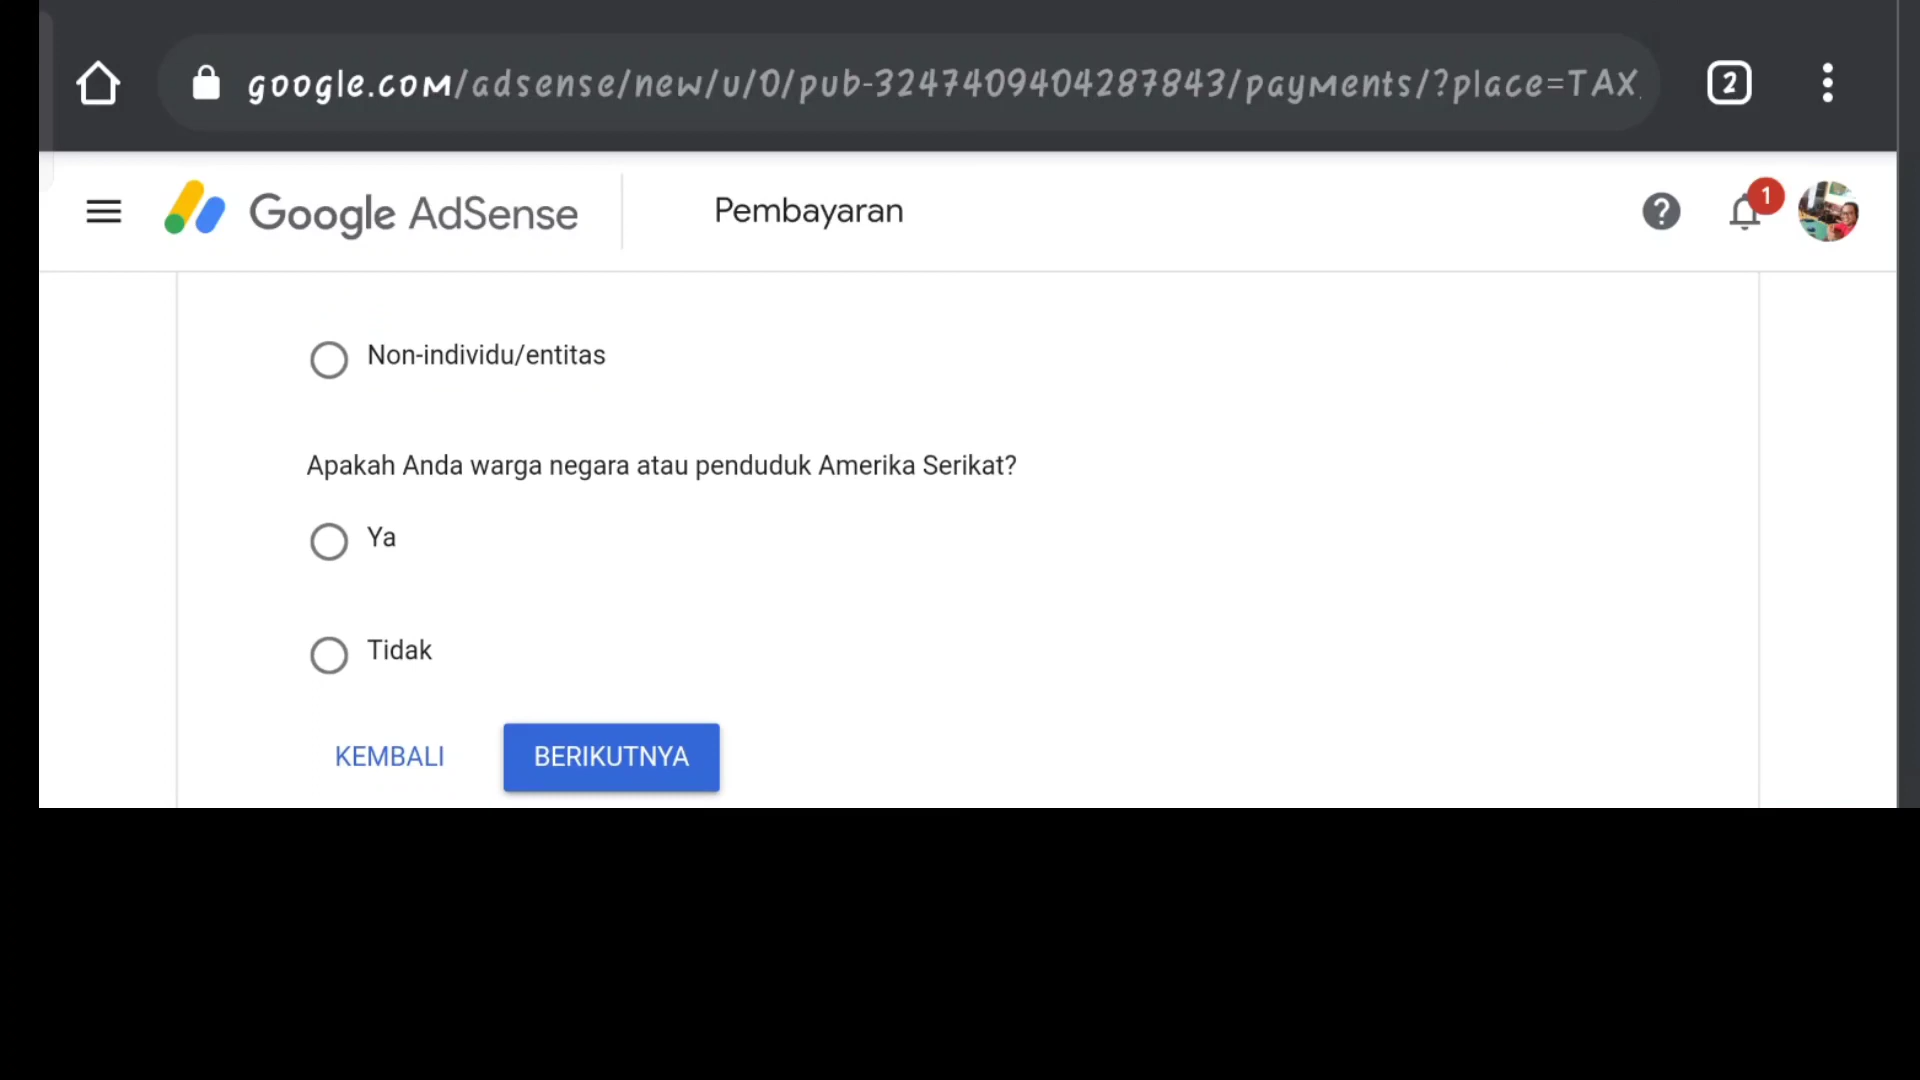 google.com/adsense/new/u/0/pub-3247409404287843/payments/?place=TAX
2
Google AdSense
Pembayaran
?
1
Non-individu/entitas
Apakah Anda warga negara atau penduduk Amerika Serikat?
Ya
Tidak
KEMBALI
BERIKUTNYA